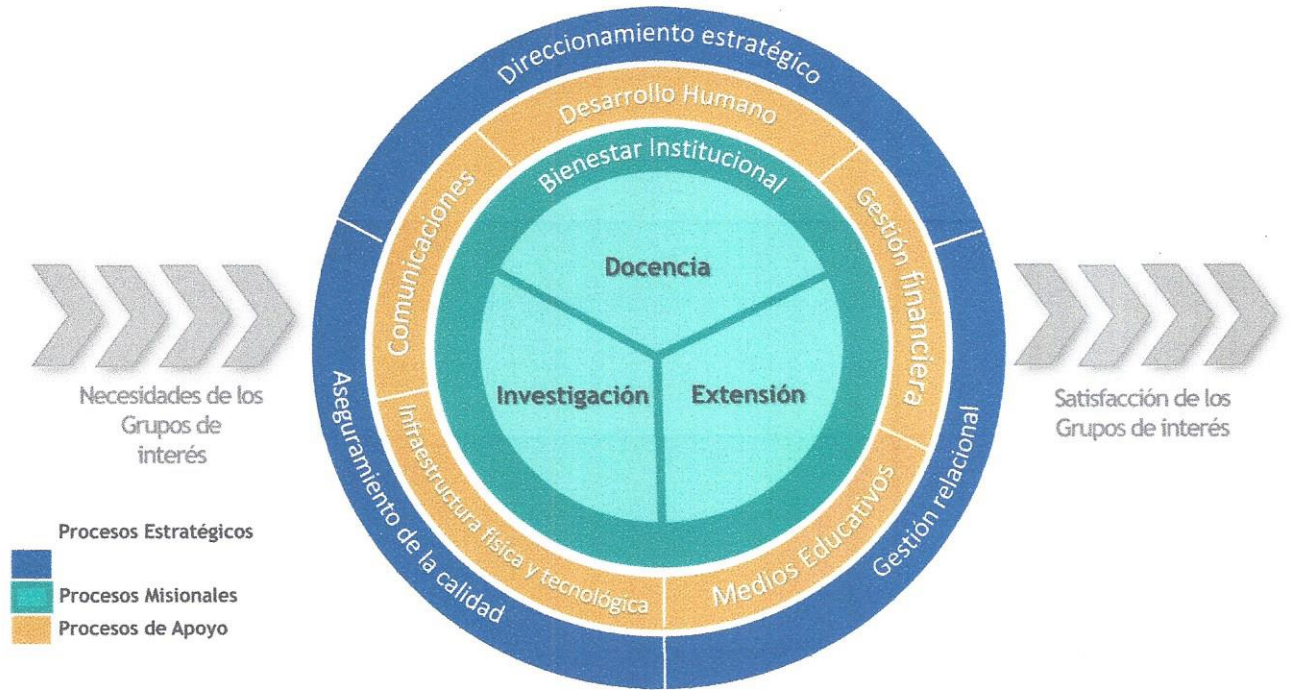 Direccionamiento estratégico
Desarrollo Humano
Bienestar Institucional
Comunicaciones
Gestión financiera
Docencia
Investigación
Extensión
Necesidades de los
Grupos de
interés
Satisfacción de los
Grupos de interés
Aseguramiento de la calidad
Infraestructura física y tecnológica
Medios Educativos
Gestión relacional
Procesos Estratégicos
Procesos Misionales
Procesos de Apoyo